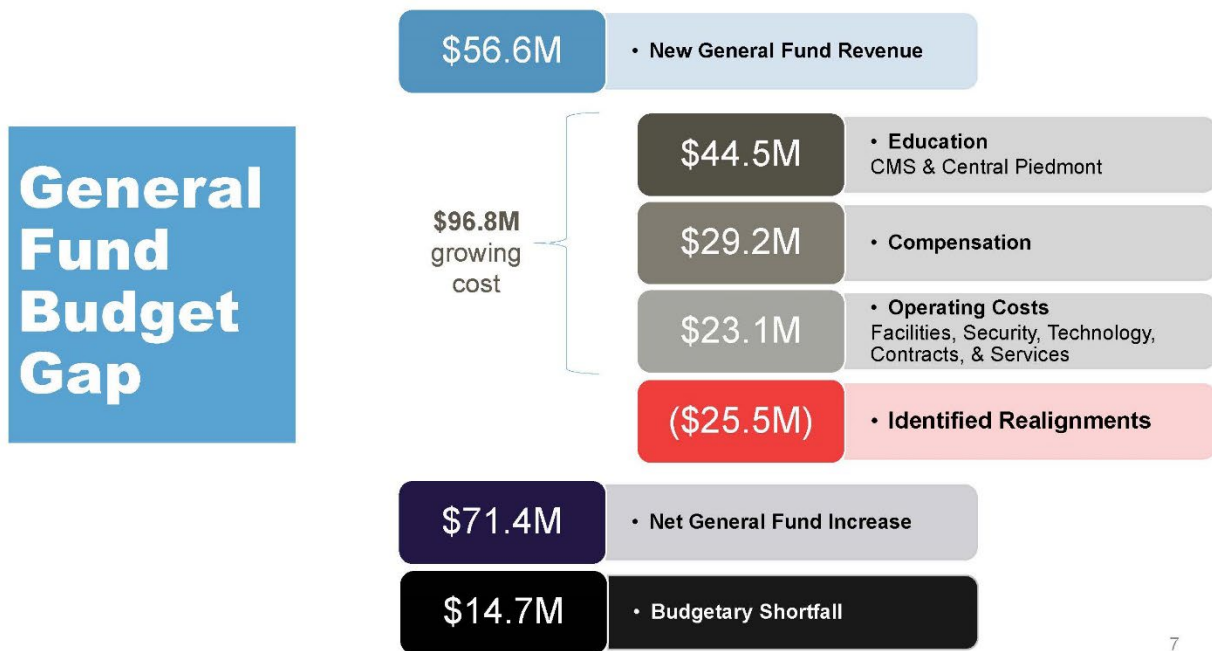 General
Fund
Budget
Gap
$56.6M
• New General Fund Revenue
$96.8M
growing
cost
$44.5M
• Education
CMS & Central Piedmont
$29.2M
• Compensation
$23.1M
• Operating Costs
Facilities, Security, Technology,
Contracts, & Services
($25.5M)
• Identified Realignments
$71.4M
• Net General Fund Increase
$14.7M
• Budgetary Shortfall
7